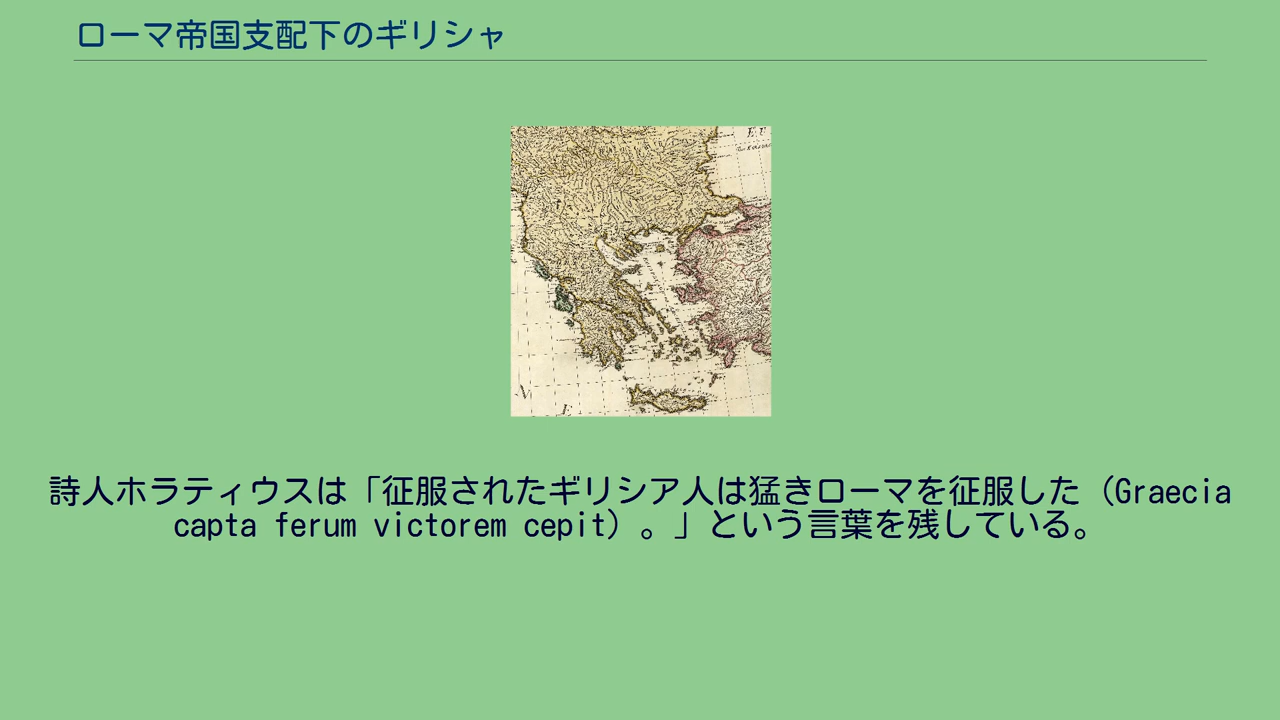 ローマ帝国支配下のギリシャ
詩人ホラティウスは「征服されたギリシア人は猛きローマを征服した（Graecia
capta ferum victorem cepit）。」という言葉を残している。